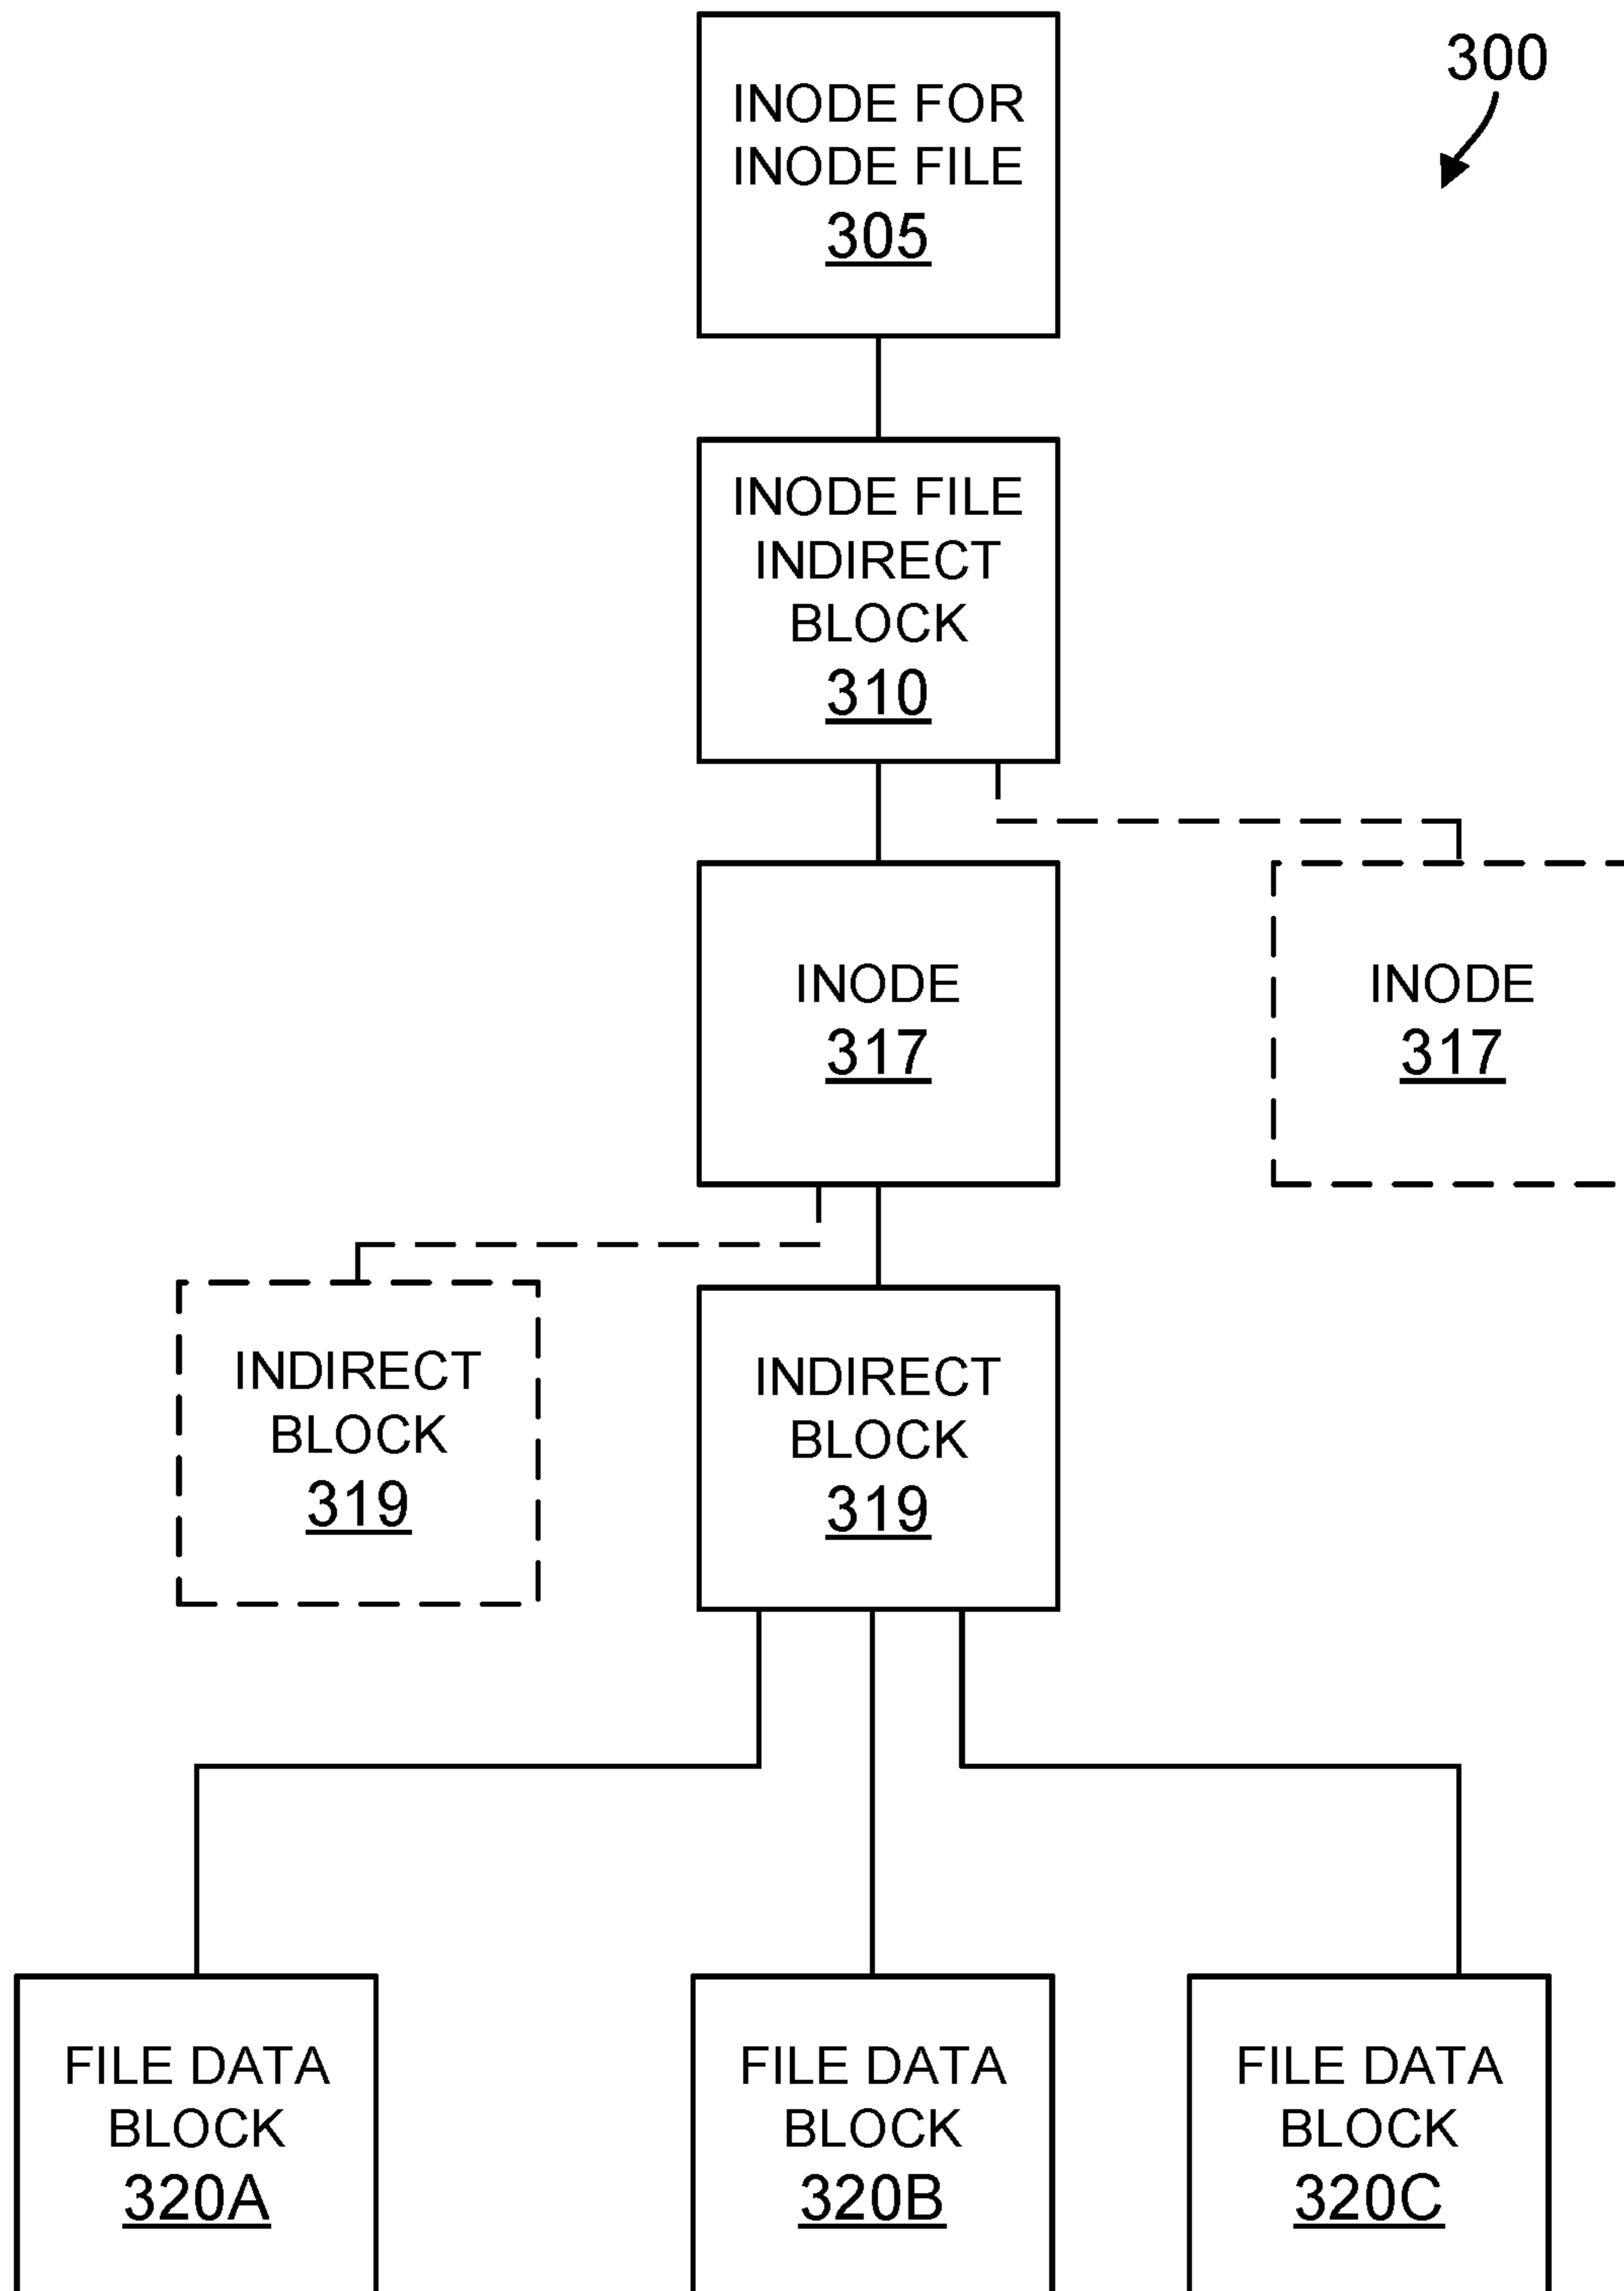 300
INODE FOR
INODE FILE
305
INODE FILE
INDIRECT
BLOCK
310
INODE
317
INODE
317
INDIRECT
BLOCK
319
INDIRECT
BLOCK
319
FILE DATA
BLOCK
320A
FILE DATA
BLOCK
320B
FILE DATA
BLOCK
320C